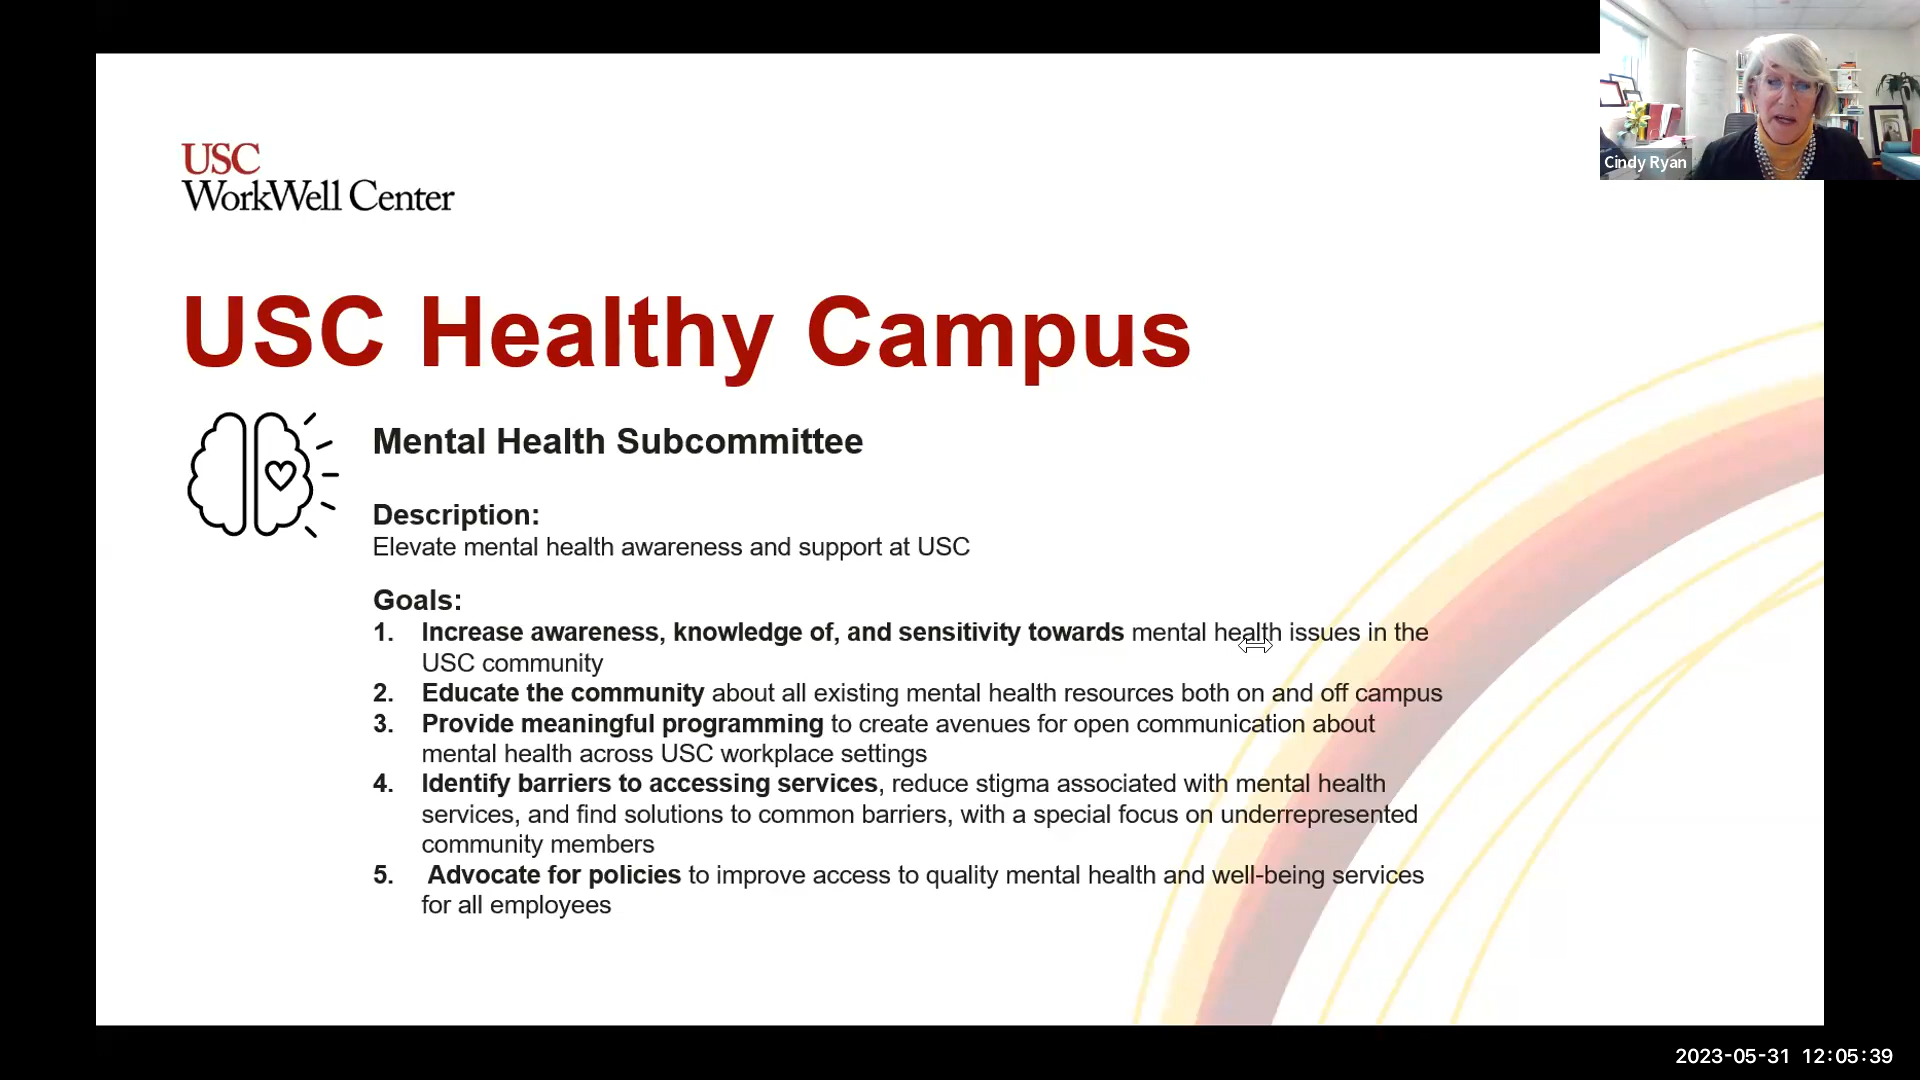 Cindy Ryan
USC
WorkWell Center
USC Healthy Campus
Mental Health Subcommittee
Description:
Elevate mental health awareness and support at USC
Goals:
1. Increase awareness, knowledge of, and sensitivity towards mental health issues in the
USC community
2. Educate the community about all existing mental health resources both on and off campus
3. Provide meaningful programming to create avenues for open communication about
mental health across USC workplace settings
4. Identify barriers to accessing services, reduce stigma associated with mental health
services, and find solutions to common barriers, with a special focus on underrepresented
community members
5. Advocate for policies to improve access to quality mental health and well-being services
for all employees
2023-05-31 12:05:39